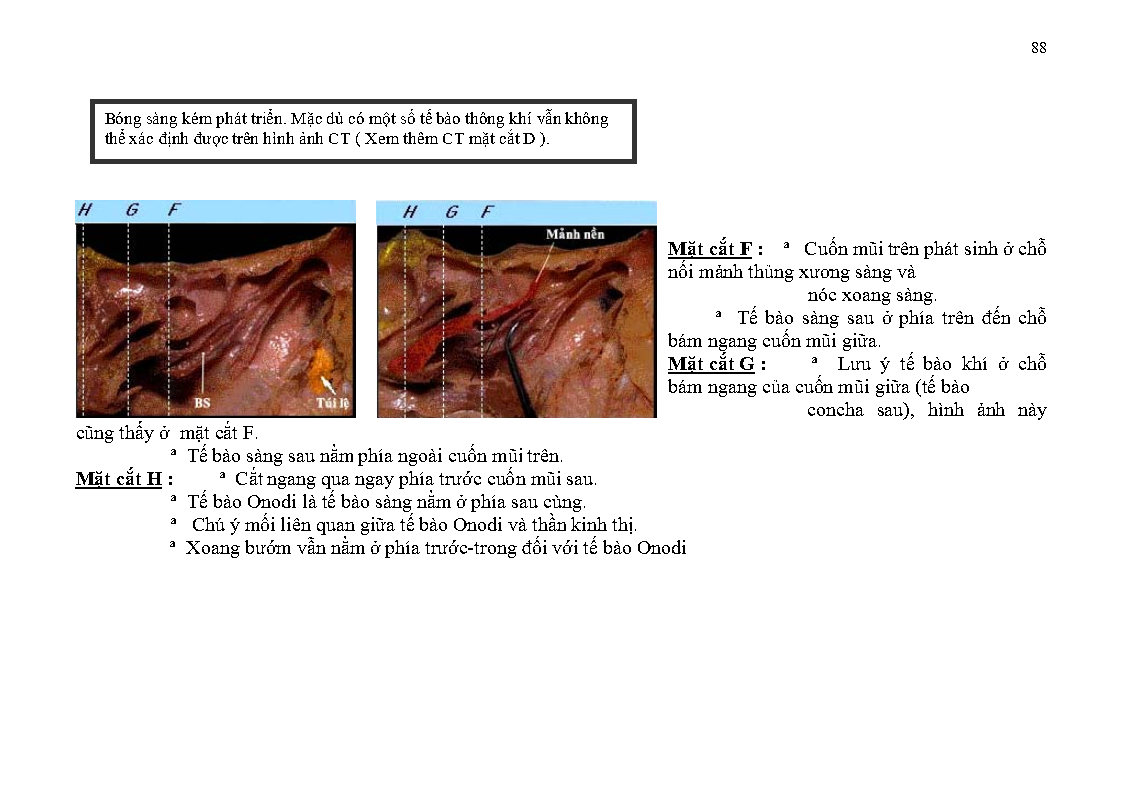 88
Bóng sàng kém phát triển. Mặc dù có một số tế bào thông khí vẫn không
thể xác định được trên hình ảnh CT ( Xem thêm CT mặt cắt D ).
H G F
BS
Túi lệ
H G F
Mảnh nền
Mặt cắt F : ª Cuốn mũi trên phát sinh ở chỗ
nối mảnh thủng xương sàng và
nóc xoang sàng.
ª Tế bào sàng sau ở phía trên đến chỗ
bám ngang cuốn mũi giữa.
Mặt cắt G : ª Lưu ý tế bào khí ở chỗ
bám ngang của cuốn mũi giữa (tế bào
concha sau), hình ảnh này
cũng thấy ở mặt cắt F.
ª Tế bào sàng sau nằm phía ngoài cuốn mũi trên.
Mặt cắt H : ª Cắt ngang qua ngay phía trước cuốn mũi sau.
ª Tế bào Onodi là tế bào sàng nằm ở phía sau cùng.
ª Chú ý mối liên quan giữa tế bào Onodi và thần kinh thị.
ª Xoang bướm vẫn nằm ở phía trước-trong đối với tế bào Onodi